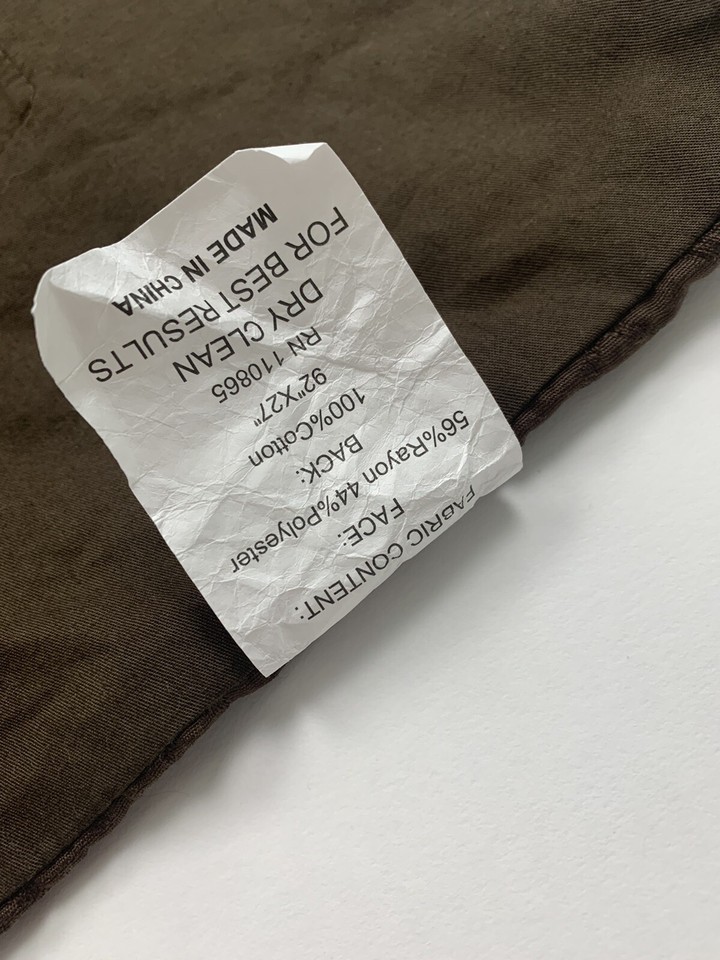 FABRIC CONTENT:
FACE:
56%Rayon 44%Polyester
BACK:
100%Cotton
92"X27"
RN 110865
DRY CLEAN
FOR BEST RESULTS
MADE IN CHINA